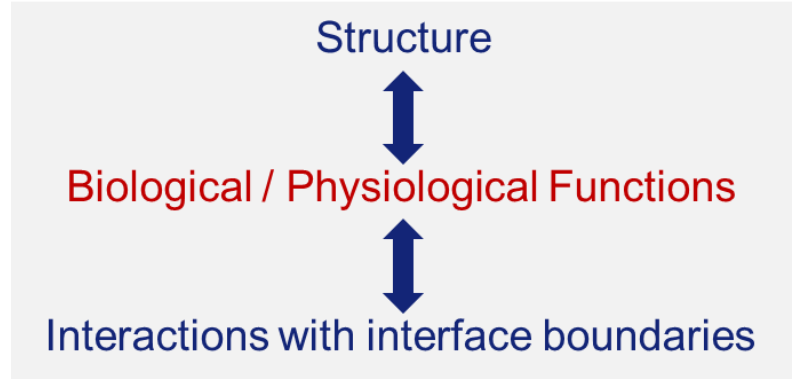 Structure
Biological / Physiological Functions
Interactions with interface boundaries